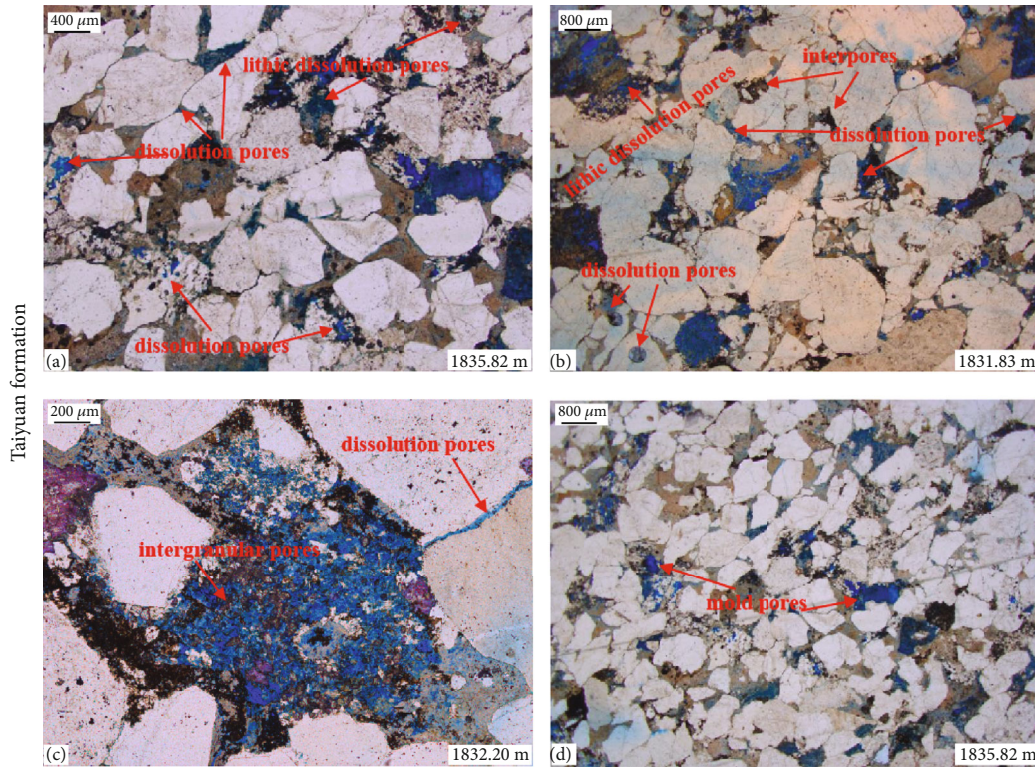 Taiyuan formation
400 μm
lithic dissolution pores
dissolution pores
dissolution pores
(a)
1835.82 m
800 μm
interpores
lithic dissolution pores
dissolution pores
dissolution pores
(b)
1831.83 m
200 μm
dissolution pores
intergranular pores
(c)
1832.20 m
800 μm
mold pores
(d)
1835.82 m